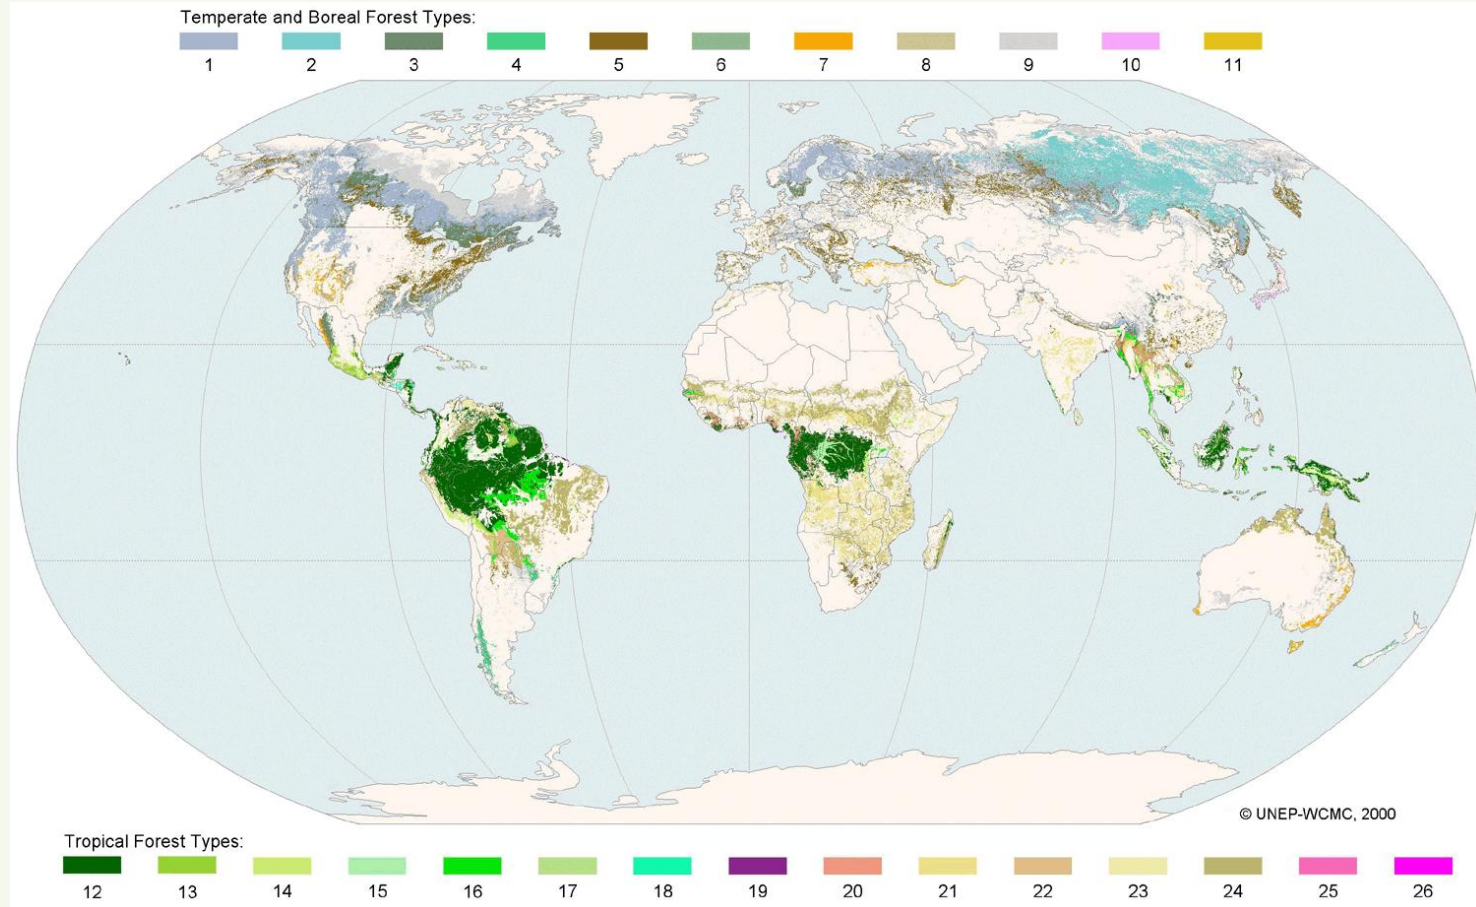 Temperate and Boreal Forest Types:
1 2 3 4 5 6 7 8 9 10 11
© UNEP-WCMC, 2000
Tropical Forest Types:
12 13 14 15 16 17 18 19 20 21 22 23 24 25 26